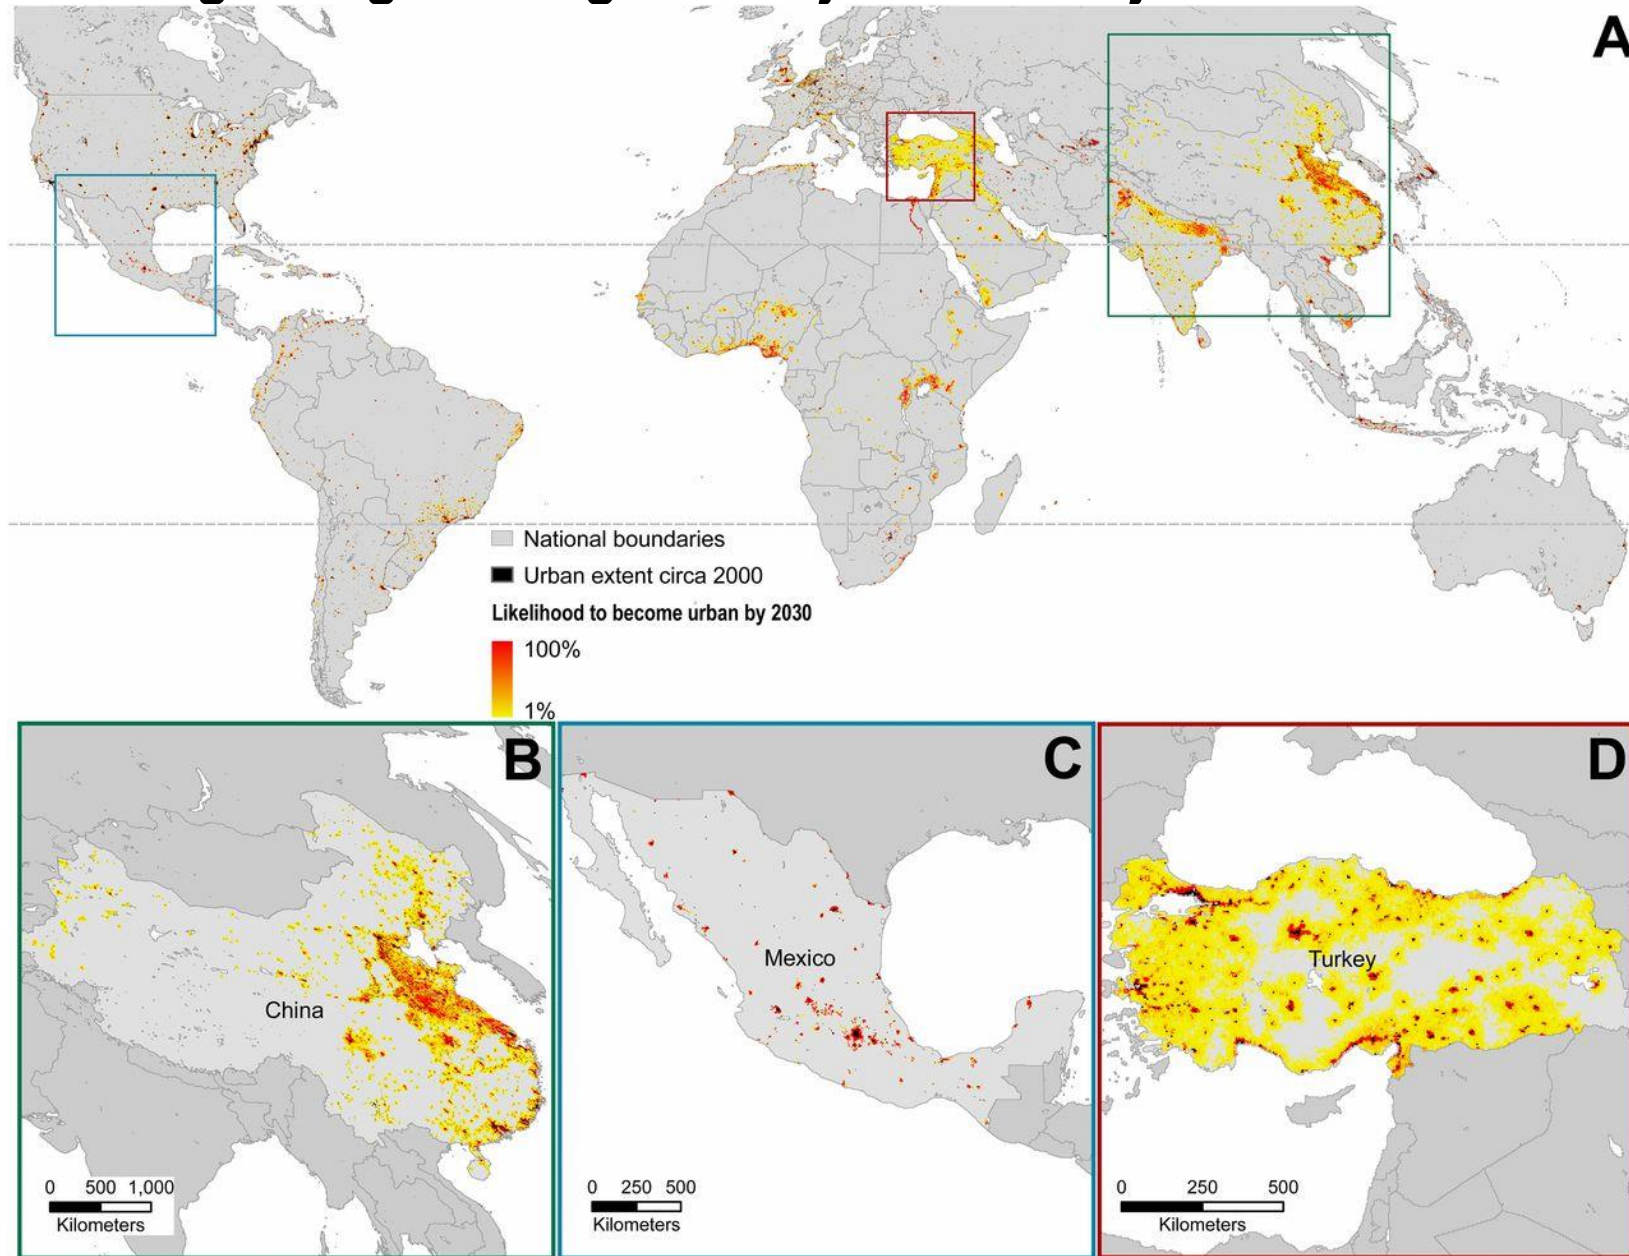 A
National boundaries
Urban extent circa 2000
Likelihood to become urban by 2030
100%
1%
B
China
0 500 1,000
Kilometers
C
Mexico
0 250 500
Kilometers
D
Turkey
0 250 500
Kilometers